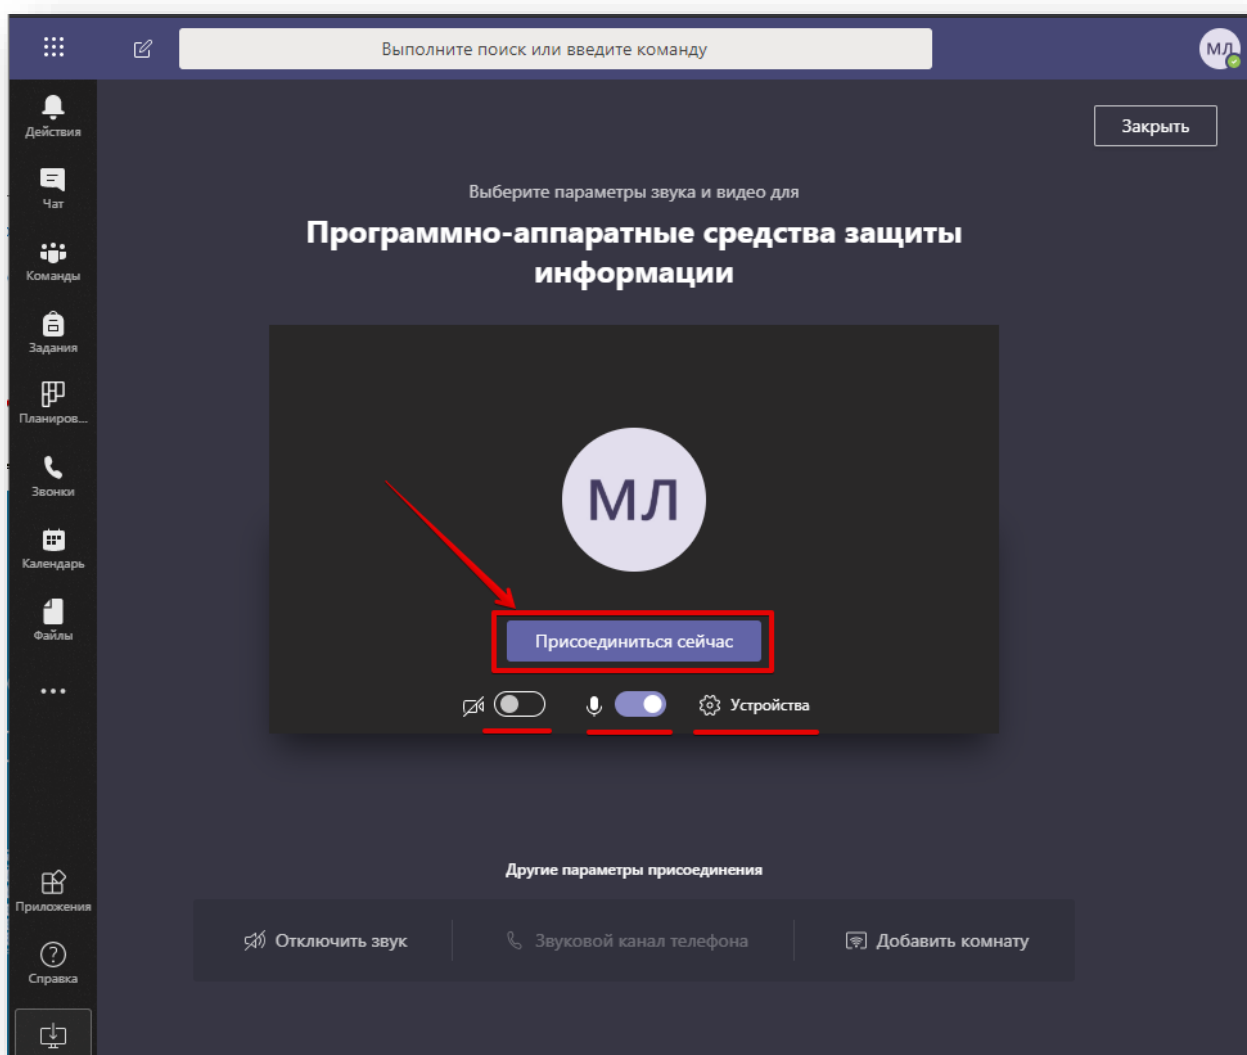 Выполните поиск или введите команду
МЛ
Действия
Чат
Команды
Задания
Планиров...
Звонки
Календарь
Файлы
Приложения
Справка
Закрыть
Выберите параметры звука и видео для
Программно-аппаратные средства защиты
информации
МЛ
Присоединиться сейчас
Устройства
Другие параметры присоединения
Отключить звук
Звуковой канал телефона
Добавить комнату